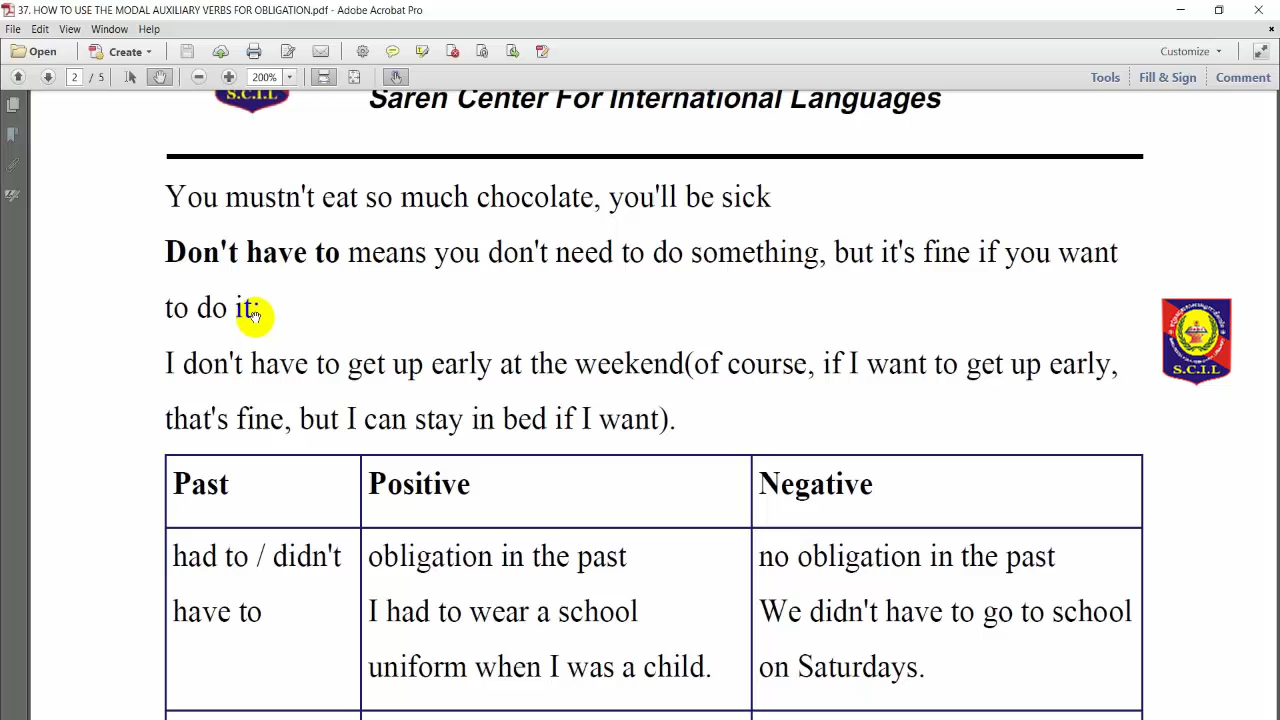 37. HOW TO USE THE MODAL AUXILIARY VERBS FOR OBLIGATION.pdf - Adobe Acrobat Pro
File Edit View Window Help
Open Create Customize
2 / 5 200% Tools Fill & Sign Comment
S.C.I.L Saren Center For International Languages
You mustn't eat so much chocolate, you'll be sick
Don't have to means you don't need to do something, but it's fine if you want
to do it:
I don't have to get up early at the weekend(of course, if I want to get up early,
that's fine, but I can stay in bed if I want).
S.C.I.L
Past Positive Negative
had to / didn't obligation in the past no obligation in the past
have to I had to wear a school We didn't have to go to school
uniform when I was a child. on Saturdays.